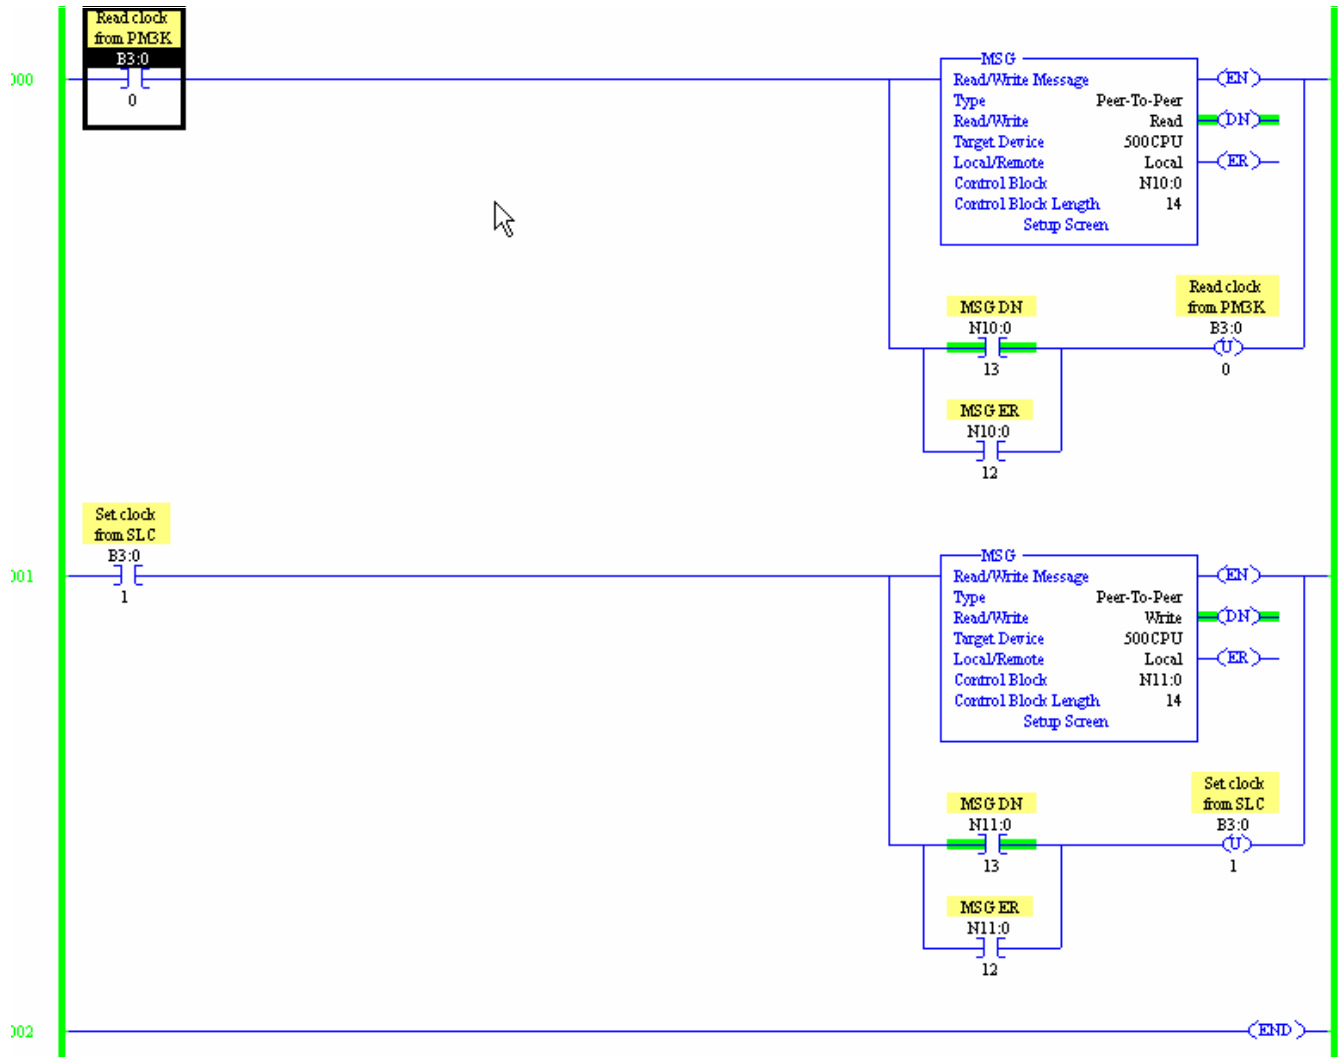 Read clock
from PM3K
B3:0
0
000
MSG
Read/Write Message
Type Peer-To-Peer
Read/Write Read
Target Device 500CPU
Local/Remote Local
Control Block N10:0
Control Block Length 14
Setup Screen
EN
DN
ER
MSG DN
N10:0
13
MSG ER
N10:0
12
Read clock
from PM3K
B3:0
U
0
Set clock
from SLC
B3:0
1
001
MSG
Read/Write Message
Type Peer-To-Peer
Read/Write Write
Target Device 500CPU
Local/Remote Local
Control Block N11:0
Control Block Length 14
Setup Screen
EN
DN
ER
MSG DN
N11:0
13
MSG ER
N11:0
12
Set clock
from SLC
B3:0
U
1
002
END